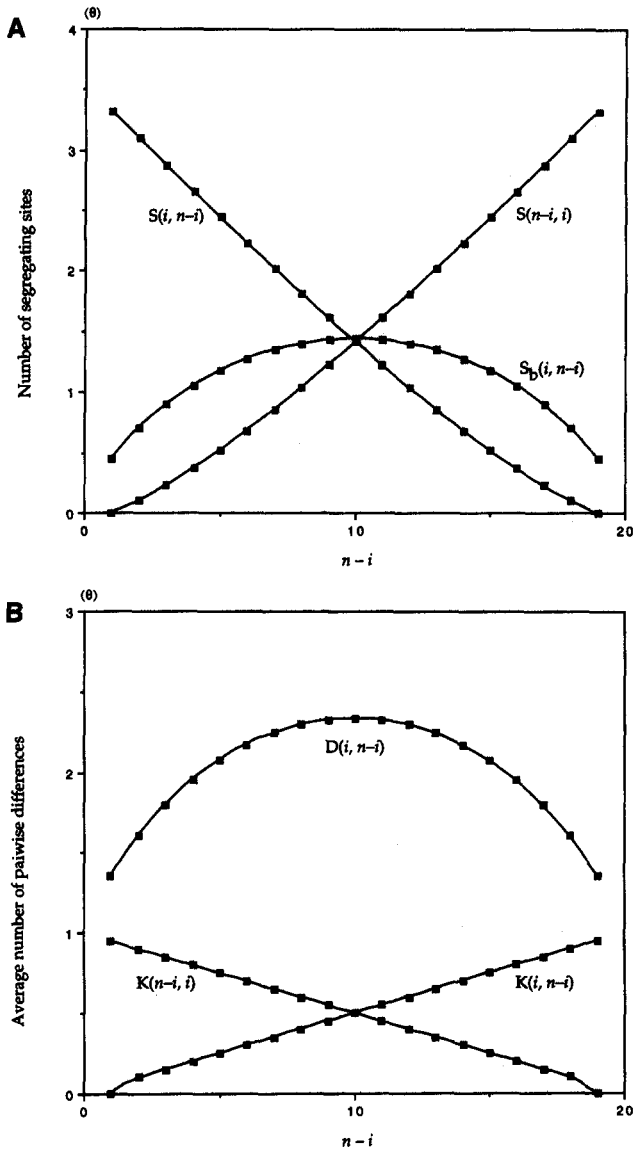 A
(θ)
4
3
2
1
0
Number of segregating sites
S(i, n–i)
S(n–i, i)
S_b(i, n–i)
0
10
20
n – i
B
(θ)
3
2
1
0
Average number of paiwise differences
D(i, n–i)
K(n–i, i)
K(i, n–i)
0
10
20
n – i